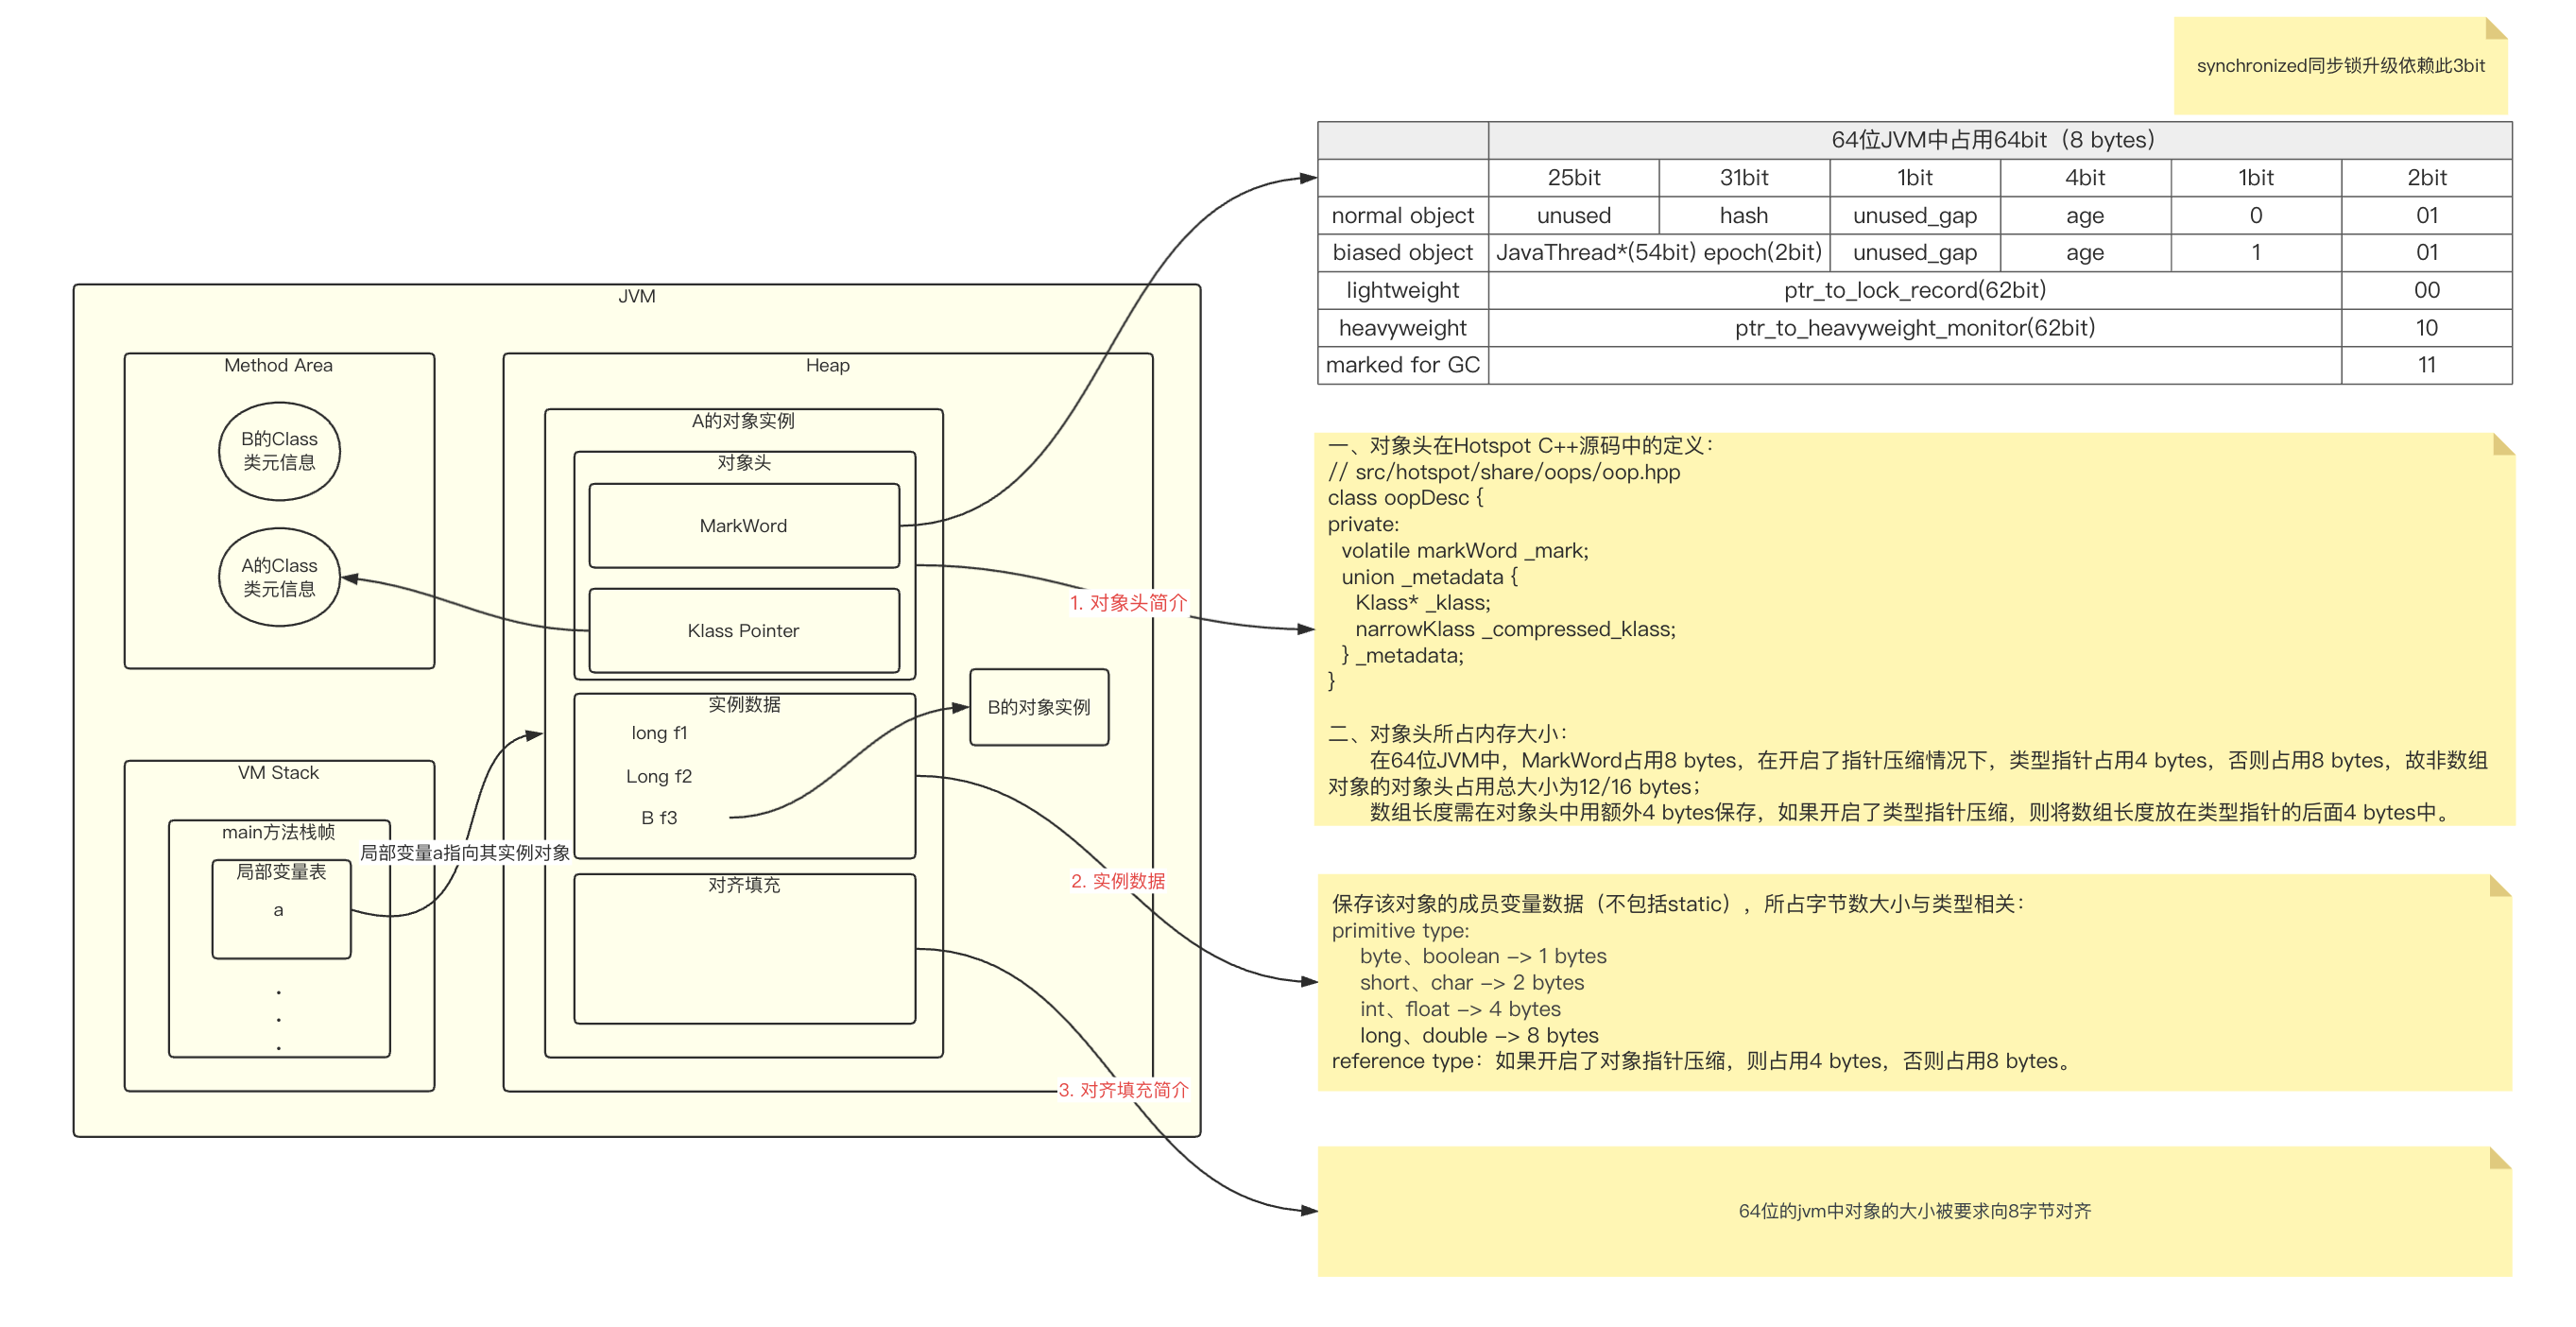 synchronized同步锁升级依赖此3bit
64位JVM中占用64bit（8 bytes）
25bit 31bit 1bit 4bit 1bit 2bit
normal object unused hash unused_gap age 0 01
biased object JavaThread*(54bit) epoch(2bit) unused_gap age 1 01
lightweight ptr_to_lock_record(62bit) 00
heavyweight ptr_to_heavyweight_monitor(62bit) 10
marked for GC 11
JVM
Method Area
B的Class
类元信息
A的Class
类元信息
VM Stack
main方法栈帧
局部变量表
a
.
.
.
局部变量a指向其实例对象
Heap
A的对象实例
对象头
MarkWord
Klass Pointer
实例数据
long f1
Long f2
B f3
对齐填充
B的对象实例
1. 对象头简介
2. 实例数据
3. 对齐填充简介
一、对象头在Hotspot C++源码中的定义：
// src/hotspot/share/oops/oop.hpp
class oopDesc {
private:
volatile markWord _mark;
union _metadata {
Klass* _klass;
narrowKlass _compressed_klass;
} _metadata;
}
二、对象头所占内存大小：
在64位JVM中，MarkWord占用8 bytes，在开启了指针压缩情况下，类型指针占用4 bytes，否则占用8 bytes，故非数组
对象的对象头占用总大小为12/16 bytes；
数组长度需在对象头中用额外4 bytes保存，如果开启了类型指针压缩，则将数组长度放在类型指针的后面4 bytes中。
保存该对象的成员变量数据（不包括static），所占字节数大小与类型相关：
primitive type:
byte、boolean -> 1 bytes
short、char -> 2 bytes
int、float -> 4 bytes
long、double -> 8 bytes
reference type：如果开启了对象指针压缩，则占用4 bytes，否则占用8 bytes。
64位的jvm中对象的大小被要求向8字节对齐